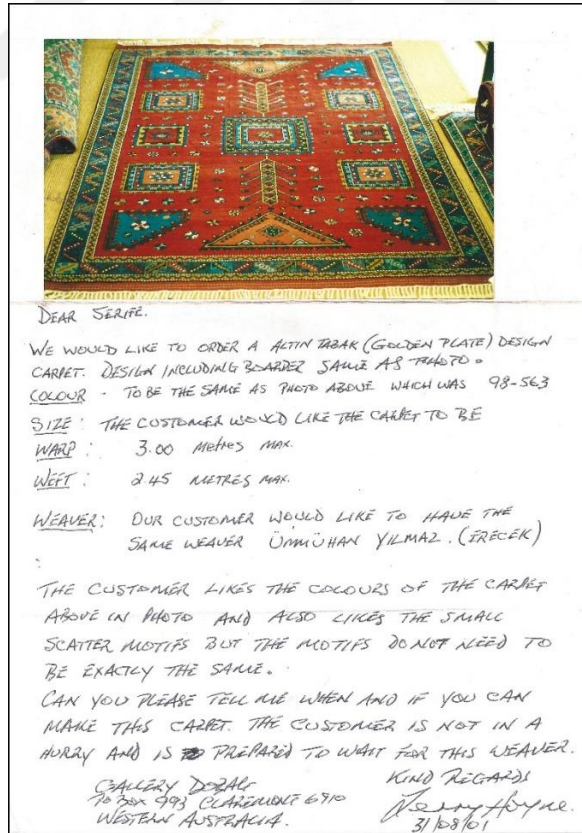 DEAR SERIFE.
WE WOULD LIKE TO ORDER A ALTIN TABAK (GOLDEN PLATE) DESIGN
CARPET. DESIGN INCLUDING BOARDER SAME AS PHOTO.
COLOUR - TO BE THE SAME AS PHOTO ABOVE WHICH WAS 98-563
SIZE: THE CUSTOMER WOULD LIKE THE CARPET TO BE
WARP: 3.00 METRES MAX.
WEFT: 2.45 METRES MAX.
WEAVER: OUR CUSTOMER WOULD LIKE TO HAVE THE
SAME WEAVER ÜMMÜHAN YILMAZ. (ERECEK)
:
THE CUSTOMER LIKES THE COLOURS OF THE CARPET
ABOVE IN PHOTO AND ALSO LIKES THE SMALL
SCATTER MOTIFS BUT THE MOTIFS DO NOT NEED TO
BE EXACTLY THE SAME.
CAN YOU PLEASE TELL ME WHEN AND IF YOU CAN
MAKE THIS CARPET. THE CUSTOMER IS NOT IN A
HURRY AND IS PREPARED TO WAIT FOR THIS WEAVER.
GALLERY DOBAG KIND REGARDS
PO BOX 993 CLAREMONT 6910
WESTERN AUSTRALIA. 31/08/01